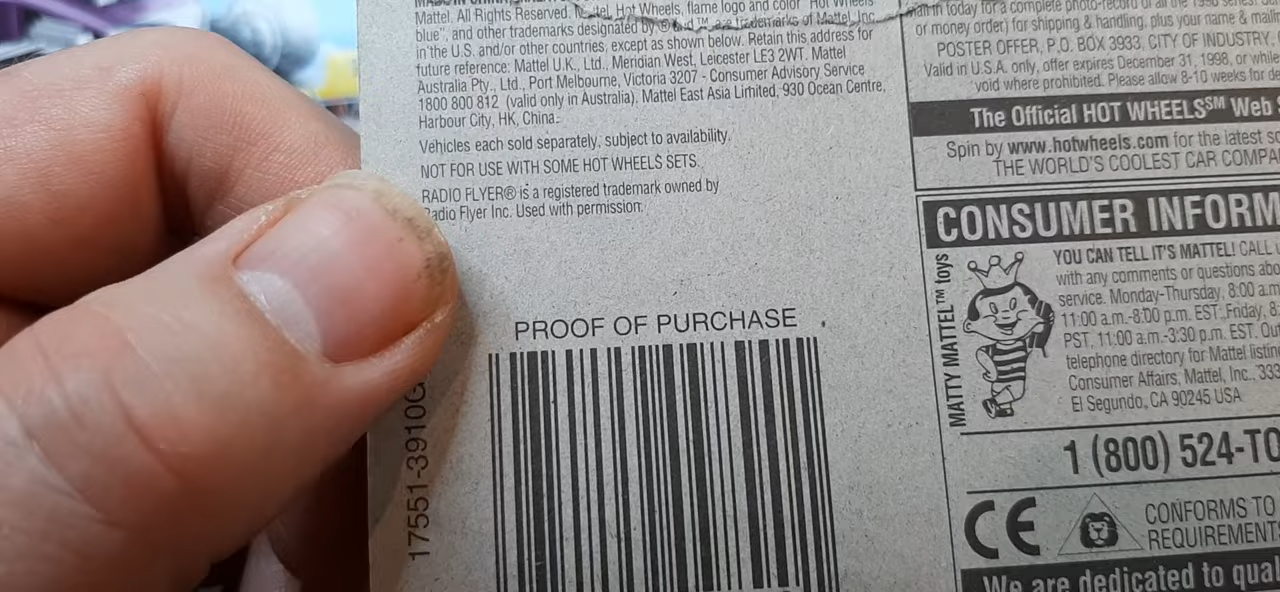 Mattel. All Rights Reserved. Mattel, Hot Wheels, flame logo and color "Hot Wheels
blue", and other trademarks designated by ® and ™ are trademarks of Mattel, Inc.
in the U.S. and/or other countries, except as shown below. Retain this address for
future reference: Mattel U.K., Ltd., Meridian West, Leicester LE3 2WT. Mattel
Australia Pty., Ltd., Port Melbourne, Victoria 3207 - Consumer Advisory Service
1800 800 812 (valid only in Australia). Mattel East Asia Limited, 930 Ocean Centre,
Harbour City, HK, China.
Vehicles each sold separately, subject to availability.
NOT FOR USE WITH SOME HOT WHEELS SETS.
RADIO FLYER® is a registered trademark owned by
Radio Flyer Inc. Used with permission.
PROOF OF PURCHASE
17551-3910G
in today for a complete photo-record of all the 1998 series.
or money order) for shipping & handling, plus your name & mailin
POSTER OFFER, P.O. BOX 3933, CITY OF INDUSTRY,
Valid in U.S.A. only, offer expires December 31, 1998, or while
void where prohibited. Please allow 8-10 weeks for de
The Official HOT WHEELS℠ Web
Spin by www.hotwheels.com for the latest sc
THE WORLD'S COOLEST CAR COMPA
CONSUMER INFORM
MATTY MATTEL™ toys
YOU CAN TELL IT'S MATTEL! CALL
with any comments or questions abo
service. Monday-Thursday, 8:00 a.m
11:00 a.m.-8:00 p.m. EST: Friday, 8
PST, 11:00 a.m.-3:30 p.m. EST. Ou
telephone directory for Mattel listin
Consumer Affairs, Mattel, Inc., 333
El Segundo, CA 90245 USA
1 (800) 524-TO
CE
CONFORMS TO
REQUIREMENT
We are dedicated to qual